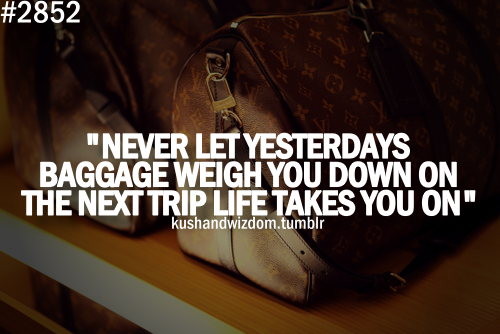 #2852
"NEVER LET YESTERDAYS
BAGGAGE WEIGH YOU DOWN ON
THE NEXT TRIP LIFE TAKES YOU ON"
kushandwizdom.tumblr